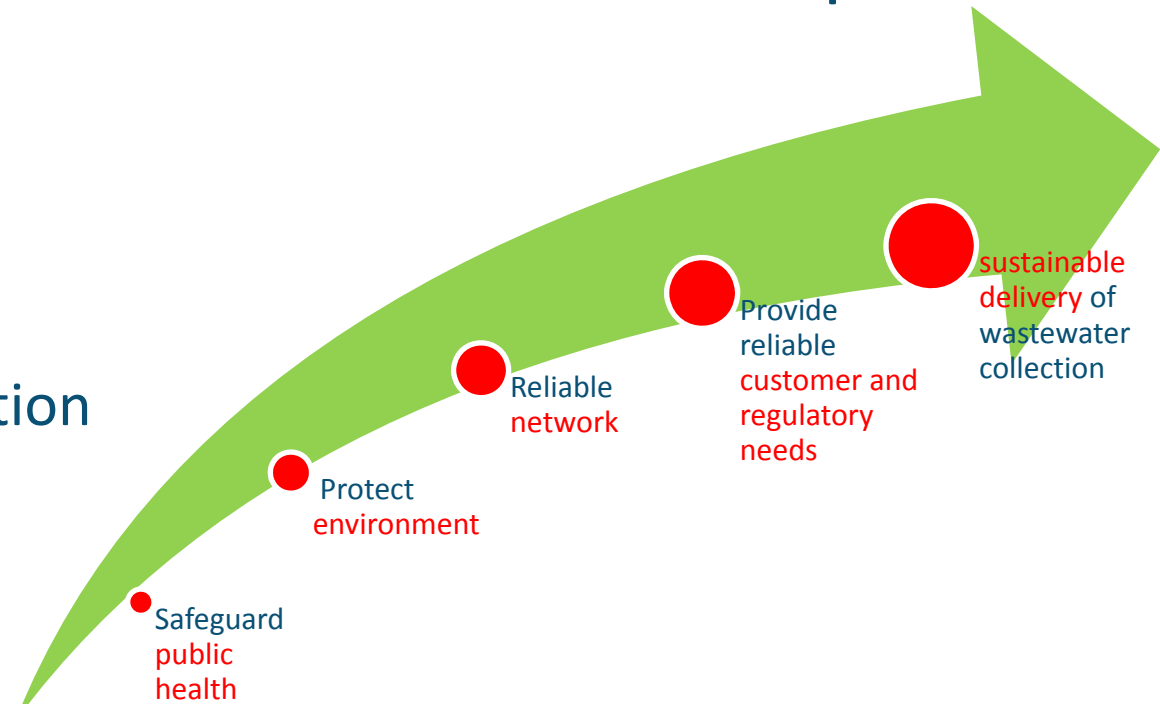 tion
Safeguard
public
health
Protect
environment
Reliable
network
Provide
reliable
customer and
regulatory
needs
sustainable
delivery of
wastewater
collection